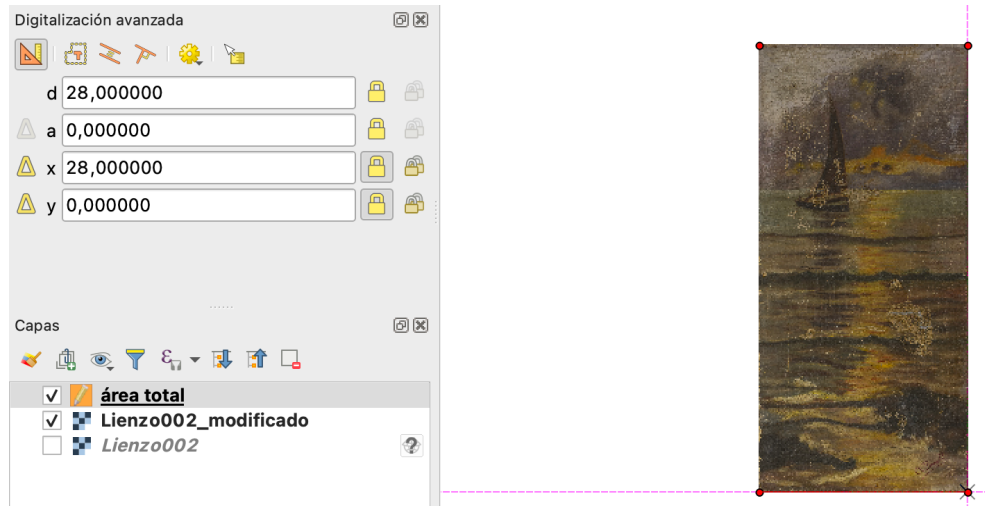 Digitalización avanzada
d 28,000000
a 0,000000
x 28,000000
y 0,000000
Capas
área total
Lienzo002_modificado
Lienzo002